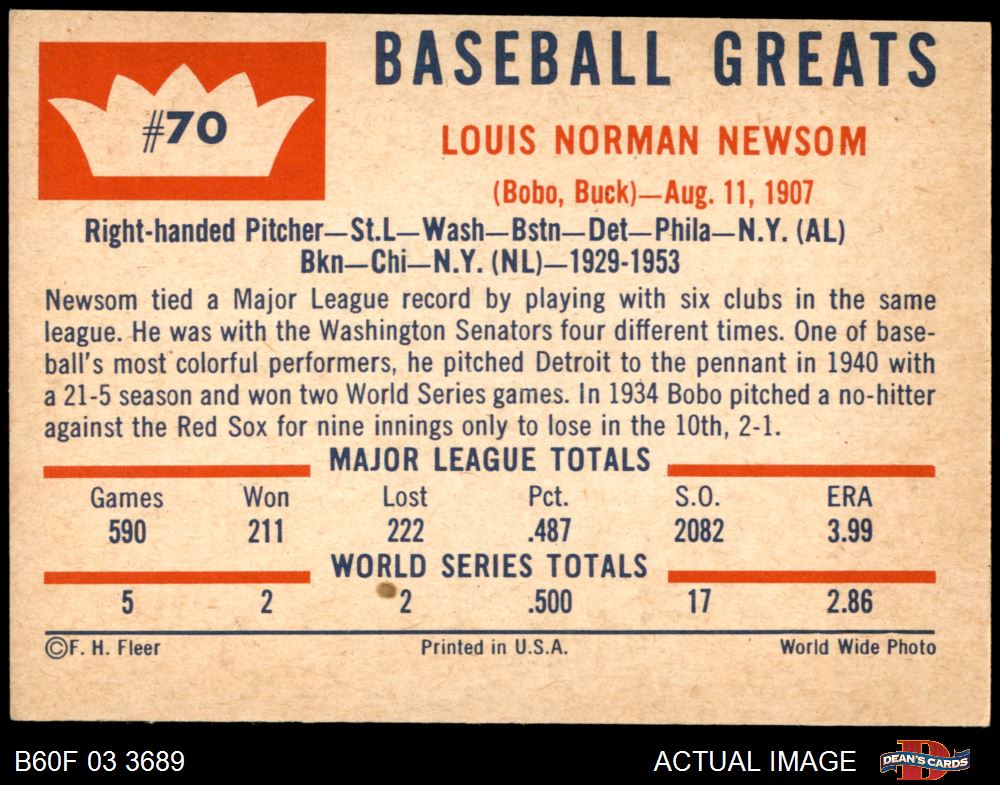 #70
BASEBALL GREATS
LOUIS NORMAN NEWSOM
(Bobo, Buck)—Aug. 11, 1907
Right-handed Pitcher—St.L—Wash—Bstn—Det—Phila—N.Y. (AL)
Bkn—Chi—N.Y. (NL)—1929-1953
Newsom tied a Major League record by playing with six clubs in the same
league. He was with the Washington Senators four different times. One of base-
ball's most colorful performers, he pitched Detroit to the pennant in 1940 with
a 21-5 season and won two World Series games. In 1934 Bobo pitched a no-hitter
against the Red Sox for nine innings only to lose in the 10th, 2-1.
MAJOR LEAGUE TOTALS
Games Won Lost Pct. S.O. ERA
590 211 222 .487 2082 3.99
WORLD SERIES TOTALS
5 2 2 .500 17 2.86
©F. H. Fleer Printed in U.S.A. World Wide Photo
B60F 03 3689 ACTUAL IMAGE D DEAN'S CARDS